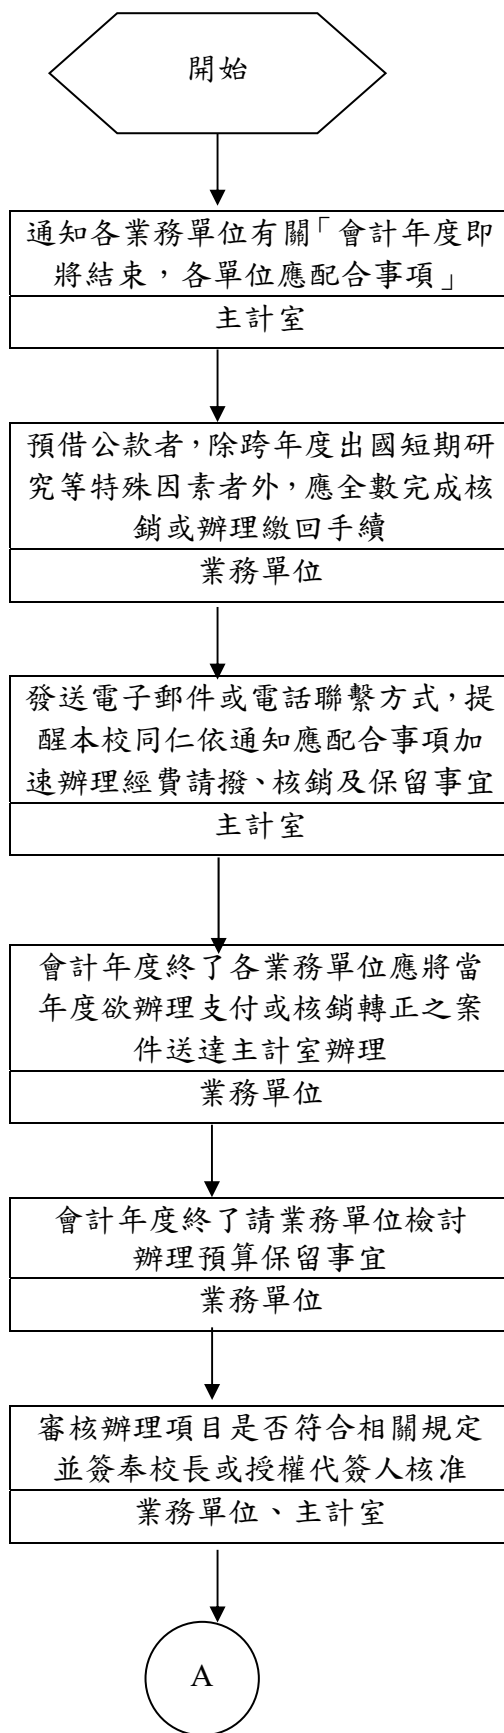 開始
通知各業務單位有關「會計年度即
將結束，各單位應配合事項」
主計室
預借公款者，除跨年度出國短期研
究等特殊因素者外，應全數完成核
銷或辦理繳回手續
業務單位
發送電子郵件或電話聯繫方式，提
醒本校同仁依通知應配合事項加
速辦理經費請撥、核銷及保留事宜
主計室
會計年度終了各業務單位應將當
年度欲辦理支付或核銷轉正之案
件送達主計室辦理
業務單位
會計年度終了請業務單位檢討
辦理預算保留事宜
業務單位
審核辦理項目是否符合相關規定
並簽奉校長或授權代簽人核准
業務單位、主計室
A